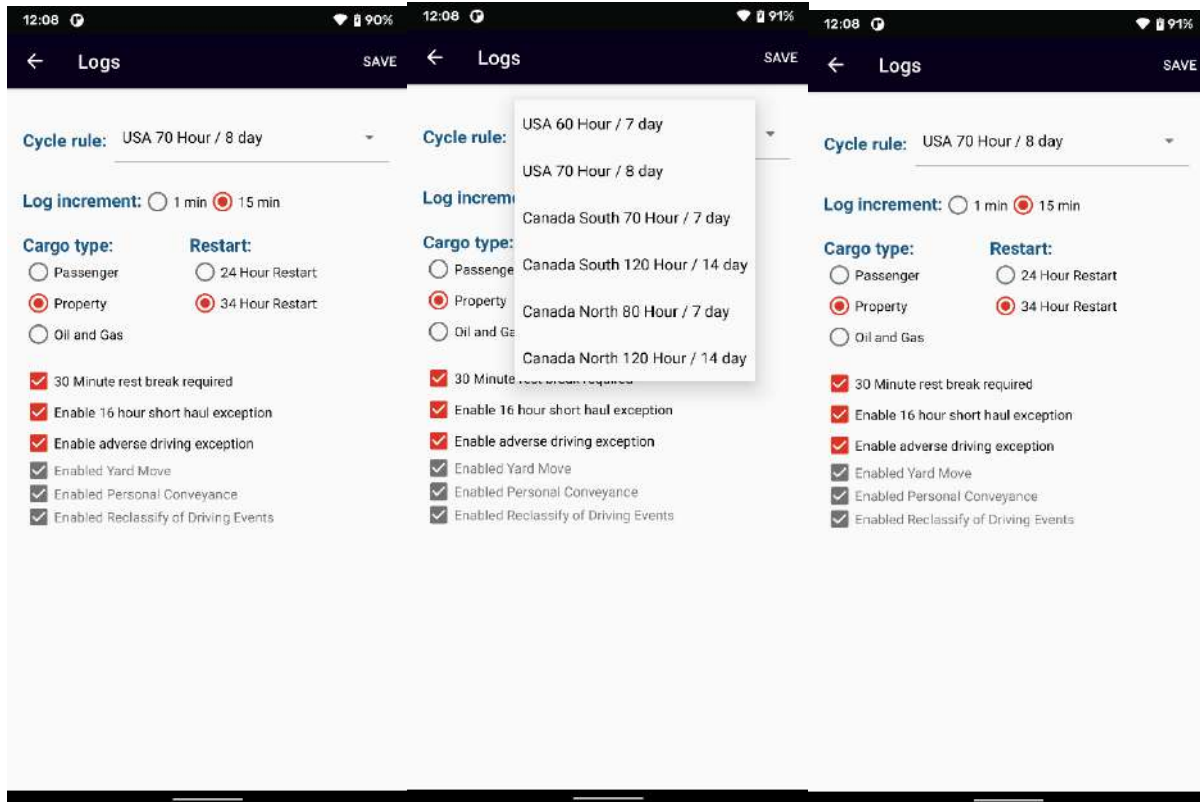 12:08 90%
Logs SAVE
Cycle rule: USA 70 Hour / 8 day
Log increment: 1 min 15 min
Cargo type: Restart:
Passenger 24 Hour Restart
Property 34 Hour Restart
Oil and Gas
30 Minute rest break required
Enable 16 hour short haul exception
Enable adverse driving exception
Enabled Yard Move
Enabled Personal Conveyance
Enabled Reclassify of Driving Events
12:08 91%
Logs SAVE
USA 60 Hour / 7 day
Cycle rule:
USA 70 Hour / 8 day
Log increm
Canada South 70 Hour / 7 day
Cargo type:
Passenge Canada South 120 Hour / 14 day
Property Canada North 80 Hour / 7 day
Oil and Ga
Canada North 120 Hour / 14 day
30 Minute rest break required
Enable 16 hour short haul exception
Enable adverse driving exception
Enabled Yard Move
Enabled Personal Conveyance
Enabled Reclassify of Driving Events
12:08 91%
Logs SAVE
Cycle rule: USA 70 Hour / 8 day
Log increment: 1 min 15 min
Cargo type: Restart:
Passenger 24 Hour Restart
Property 34 Hour Restart
Oil and Gas
30 Minute rest break required
Enable 16 hour short haul exception
Enable adverse driving exception
Enabled Yard Move
Enabled Personal Conveyance
Enabled Reclassify of Driving Events